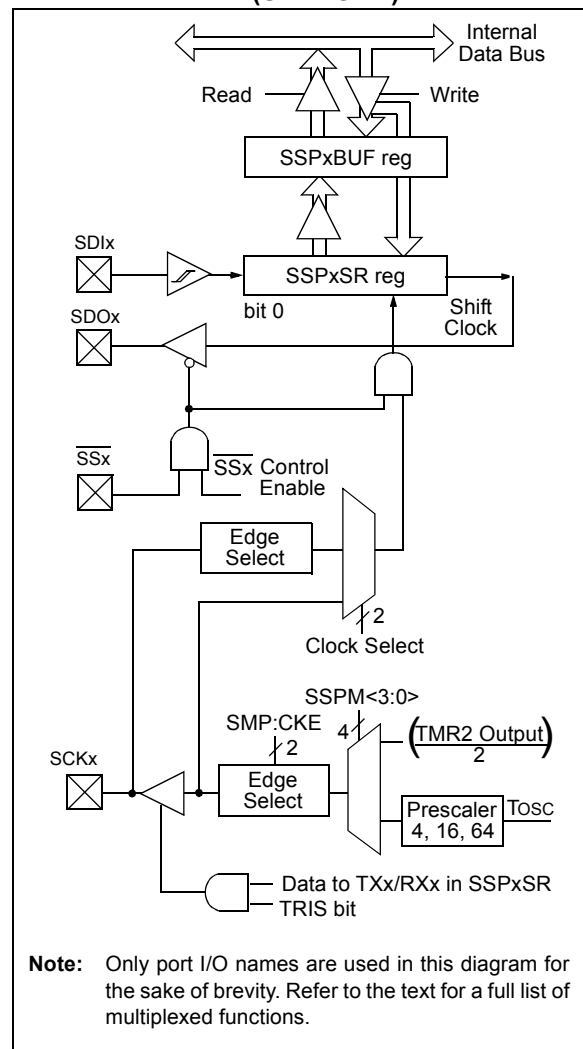 Internal
Data Bus
Read
Write
SSPxBUF reg
SDIx
SSPxSR reg
bit 0
Shift
Clock
SDOx
SSx
SSx Control
Enable
Edge
Select
2
Clock Select
SSPM<3:0>
SMP:CKE
4
2
(TMR2 Output)
2
SCKx
Edge
Select
Prescaler
4, 16, 64
TOSC
Data to TXx/RXx in SSPxSR
TRIS bit
Note: Only port I/O names are used in this diagram for
the sake of brevity. Refer to the text for a full list of
multiplexed functions.